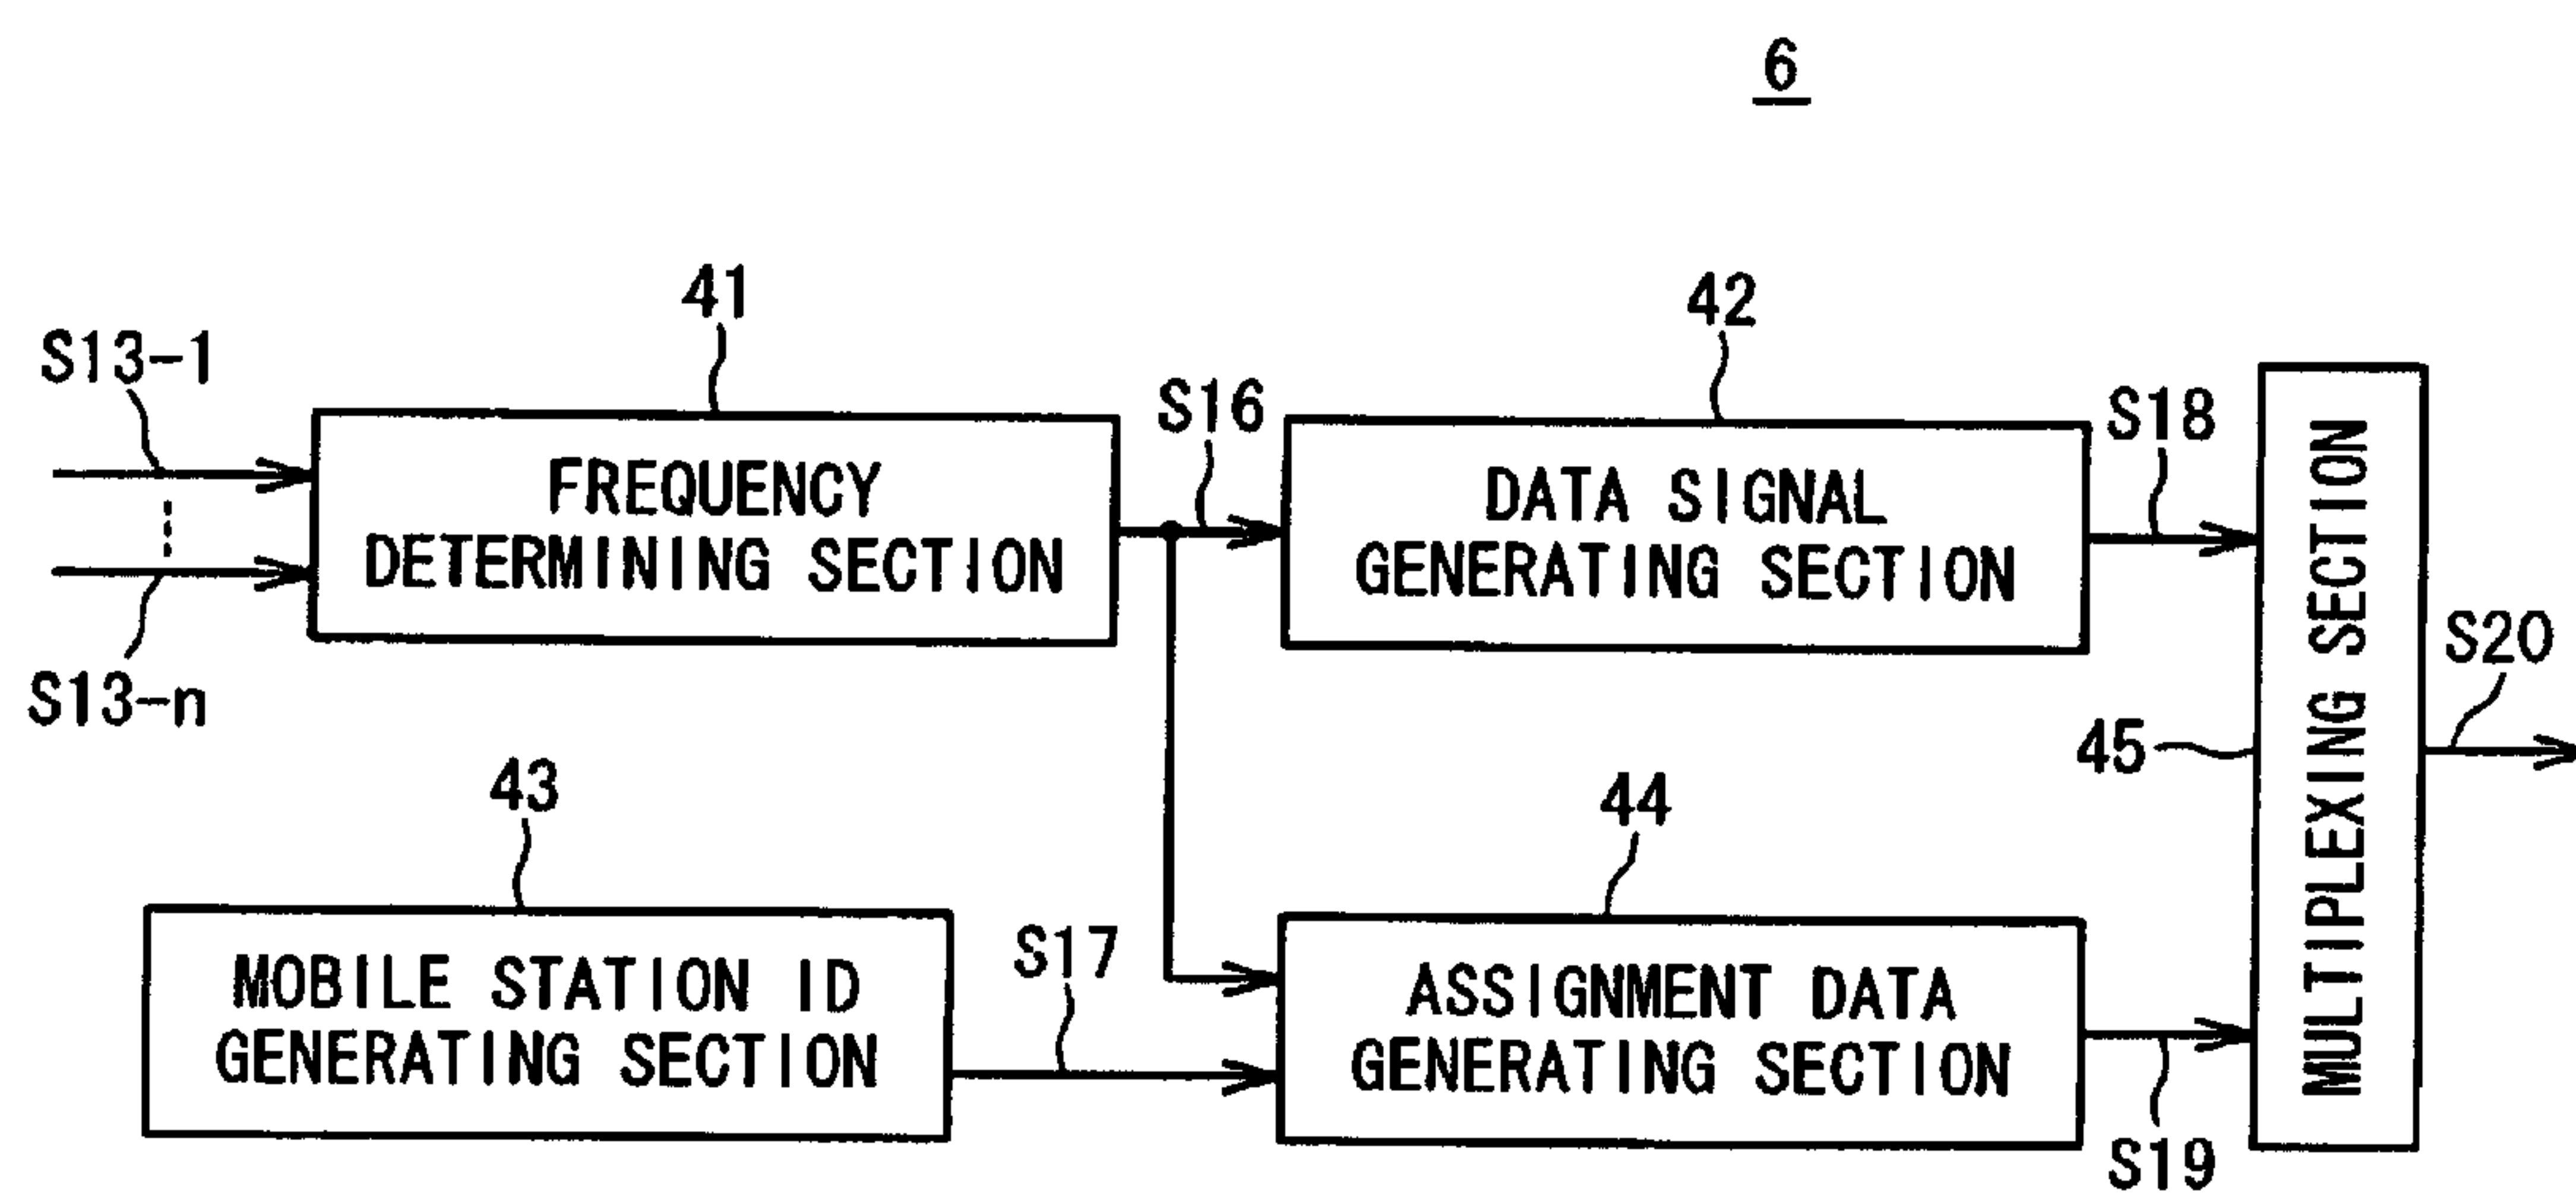 6
41
42
S13-1
S16
S18
FREQUENCY
DETERMINING SECTION
DATA SIGNAL
GENERATING SECTION
S13-n
MULTIPLEXING SECTION
S20
45
43
44
MOBILE STATION ID
GENERATING SECTION
S17
ASSIGNMENT DATA
GENERATING SECTION
S19